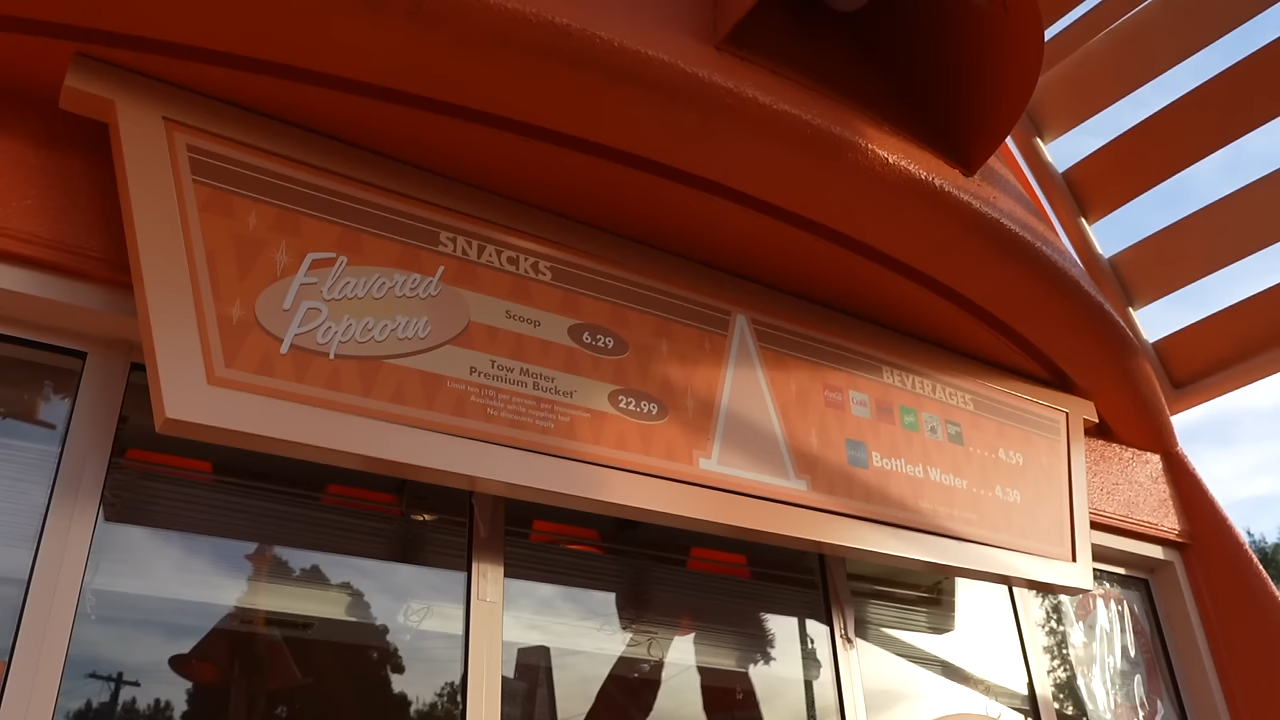 SNACKS
Flavored
Popcorn
Scoop 6.29
Tow Mater
Premium Bucket* 22.99
Limit ten (10) per person, per transaction
Available while supplies last
No discounts apply
BEVERAGES
....4.59
Bottled Water ...4.39